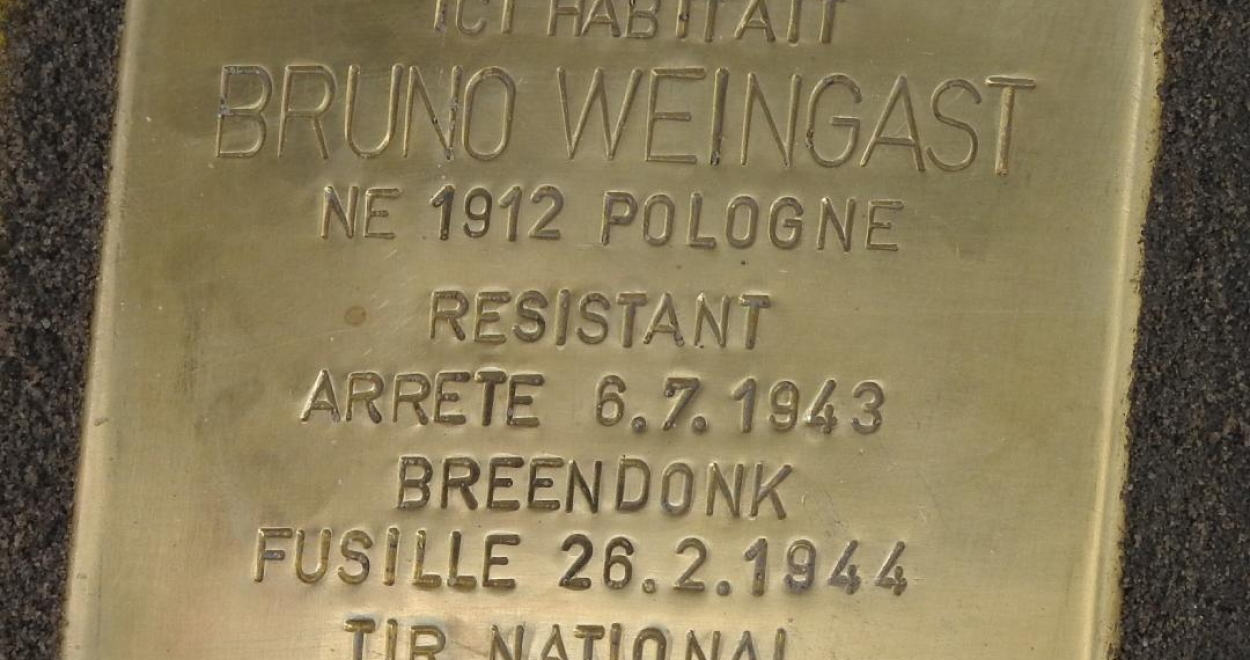 ICI HABITAIT
BRUNO WEINGAST
NE 1912 POLOGNE
RESISTANT
ARRETE 6.7.1943
BREENDONK
FUSILLE 26.2.1944
TIR NATIONAL